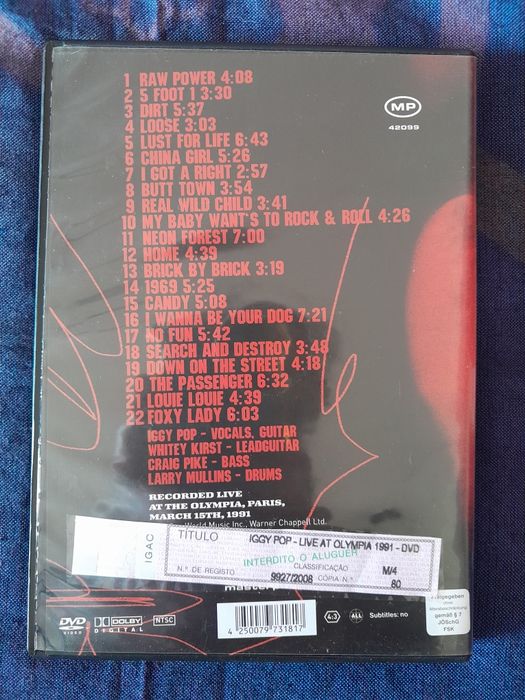 1 RAW POWER 4:08
2 5 FOOT 1 3:30
3 DIRT 5:37
4 LOOSE 3:03
5 LUST FOR LIFE 6:43
6 CHINA GIRL 5:26
7 I GOT A RIGHT 2:57
8 BUTT TOWN 3:54
9 REAL WILD CHILD 3:41
10 MY BABY WANT'S TO ROCK & ROLL 4:26
11 NEON FOREST 7:00
12 HOME 4:39
13 BRICK BY BRICK 3:19
14 1969 5:25
15 CANDY 5:08
16 I WANNA BE YOUR DOG 7:21
17 NO FUN 5:42
18 SEARCH AND DESTROY 3:48
19 DOWN ON THE STREET 4:18
20 THE PASSENGER 6:32
21 LOUIE LOUIE 4:39
22 FOXY LADY 6:03
IGGY POP - VOCALS, GUITAR
WHITEY KIRST - LEADGUITAR
CRAIG PIKE - BASS
LARRY MULLINS - DRUMS
RECORDED LIVE
AT THE OLYMPIA, PARIS,
MARCH 15TH, 1991
MP
42099
World Music Inc., Warner Chappell Ltd.
IGAC
TÍTULO IGGY POP - LIVE AT OLYMPIA 1991 - DVD
INTERDITO O ALUGUER
CLASSIFICAÇÃO M/4
N.º DE REGISTO 9927/2008 CÓPIA N.º 60
DVD VIDEO
DOLBY DIGITAL
NTSC
4 250079 731817
4:3
ALL
Subtitles: no
gemäß § 7
JÖSchG
FSK